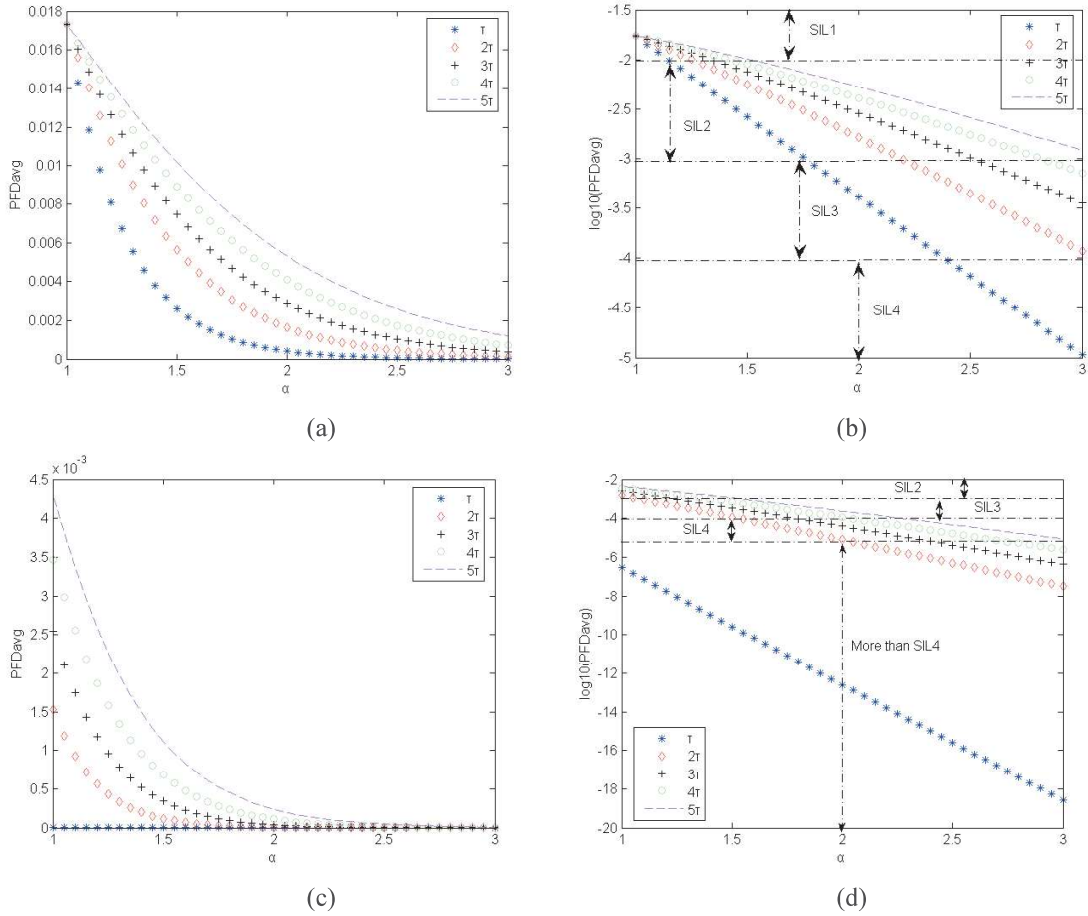 0.018
0.016
0.014
0.012
0.01
0.008
0.006
0.004
0.002
0
PFDavg
1
1.5
2
2.5
3
α
τ
2τ
3τ
4τ
5τ
(a)
-1.5
-2
-2.5
-3
-3.5
-4
-4.5
-5
log10(PFDavg)
1
1.5
2
2.5
3
α
SIL1
SIL2
SIL3
SIL4
τ
2τ
3τ
4τ
5τ
(b)
x 10⁻³
4.5
4
3.5
3
2.5
2
1.5
1
0.5
0
PFDavg
1
1.5
2
2.5
3
α
τ
2τ
3τ
4τ
5τ
(c)
-2
-4
-6
-8
-10
-12
-14
-16
-18
-20
log10(PFDavg)
1
1.5
2
2.5
3
α
SIL2
SIL3
SIL4
More than SIL4
τ
2τ
3τ
4τ
5τ
(d)